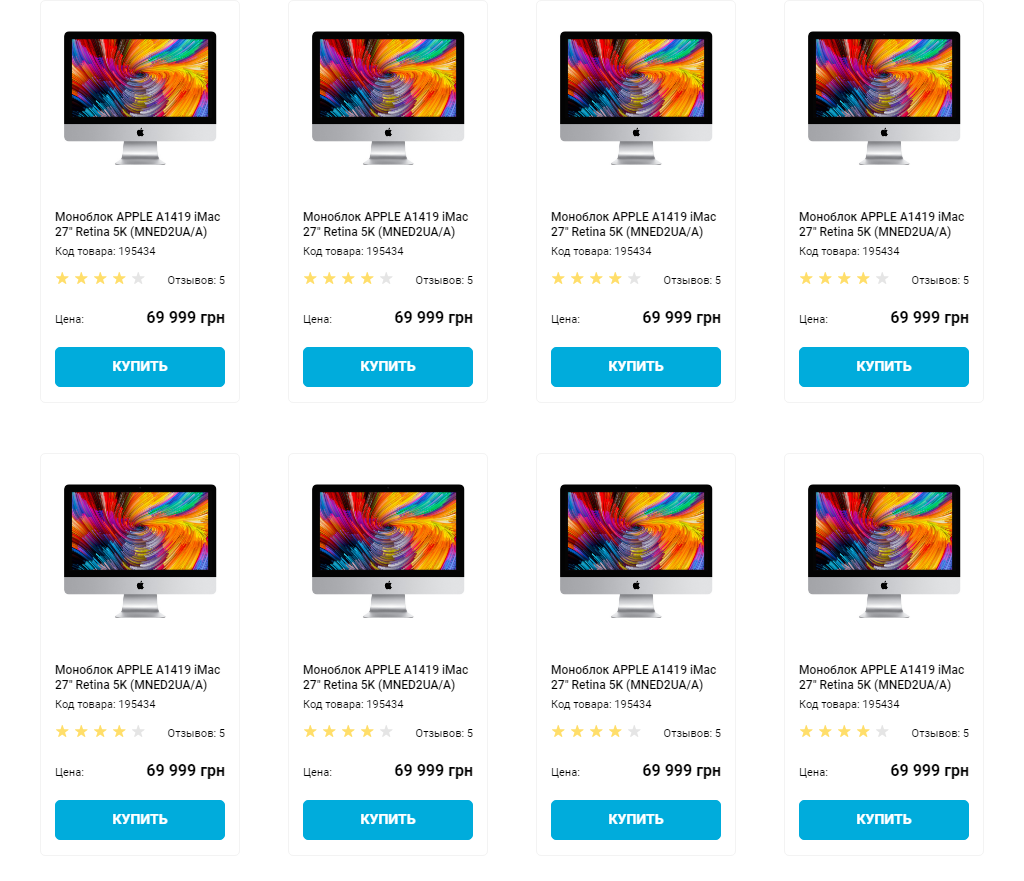 Моноблок APPLE A1419 iMac
27" Retina 5K (MNED2UA/A)
Код товара: 195434
Отзывов: 5
Цена: 69 999 грн
КУПИТЬ
Моноблок APPLE A1419 iMac
27" Retina 5K (MNED2UA/A)
Код товара: 195434
Отзывов: 5
Цена: 69 999 грн
КУПИТЬ
Моноблок APPLE A1419 iMac
27" Retina 5K (MNED2UA/A)
Код товара: 195434
Отзывов: 5
Цена: 69 999 грн
КУПИТЬ
Моноблок APPLE A1419 iMac
27" Retina 5K (MNED2UA/A)
Код товара: 195434
Отзывов: 5
Цена: 69 999 грн
КУПИТЬ
Моноблок APPLE A1419 iMac
27" Retina 5K (MNED2UA/A)
Код товара: 195434
Отзывов: 5
Цена: 69 999 грн
КУПИТЬ
Моноблок APPLE A1419 iMac
27" Retina 5K (MNED2UA/A)
Код товара: 195434
Отзывов: 5
Цена: 69 999 грн
КУПИТЬ
Моноблок APPLE A1419 iMac
27" Retina 5K (MNED2UA/A)
Код товара: 195434
Отзывов: 5
Цена: 69 999 грн
КУПИТЬ
Моноблок APPLE A1419 iMac
27" Retina 5K (MNED2UA/A)
Код товара: 195434
Отзывов: 5
Цена: 69 999 грн
КУПИТЬ